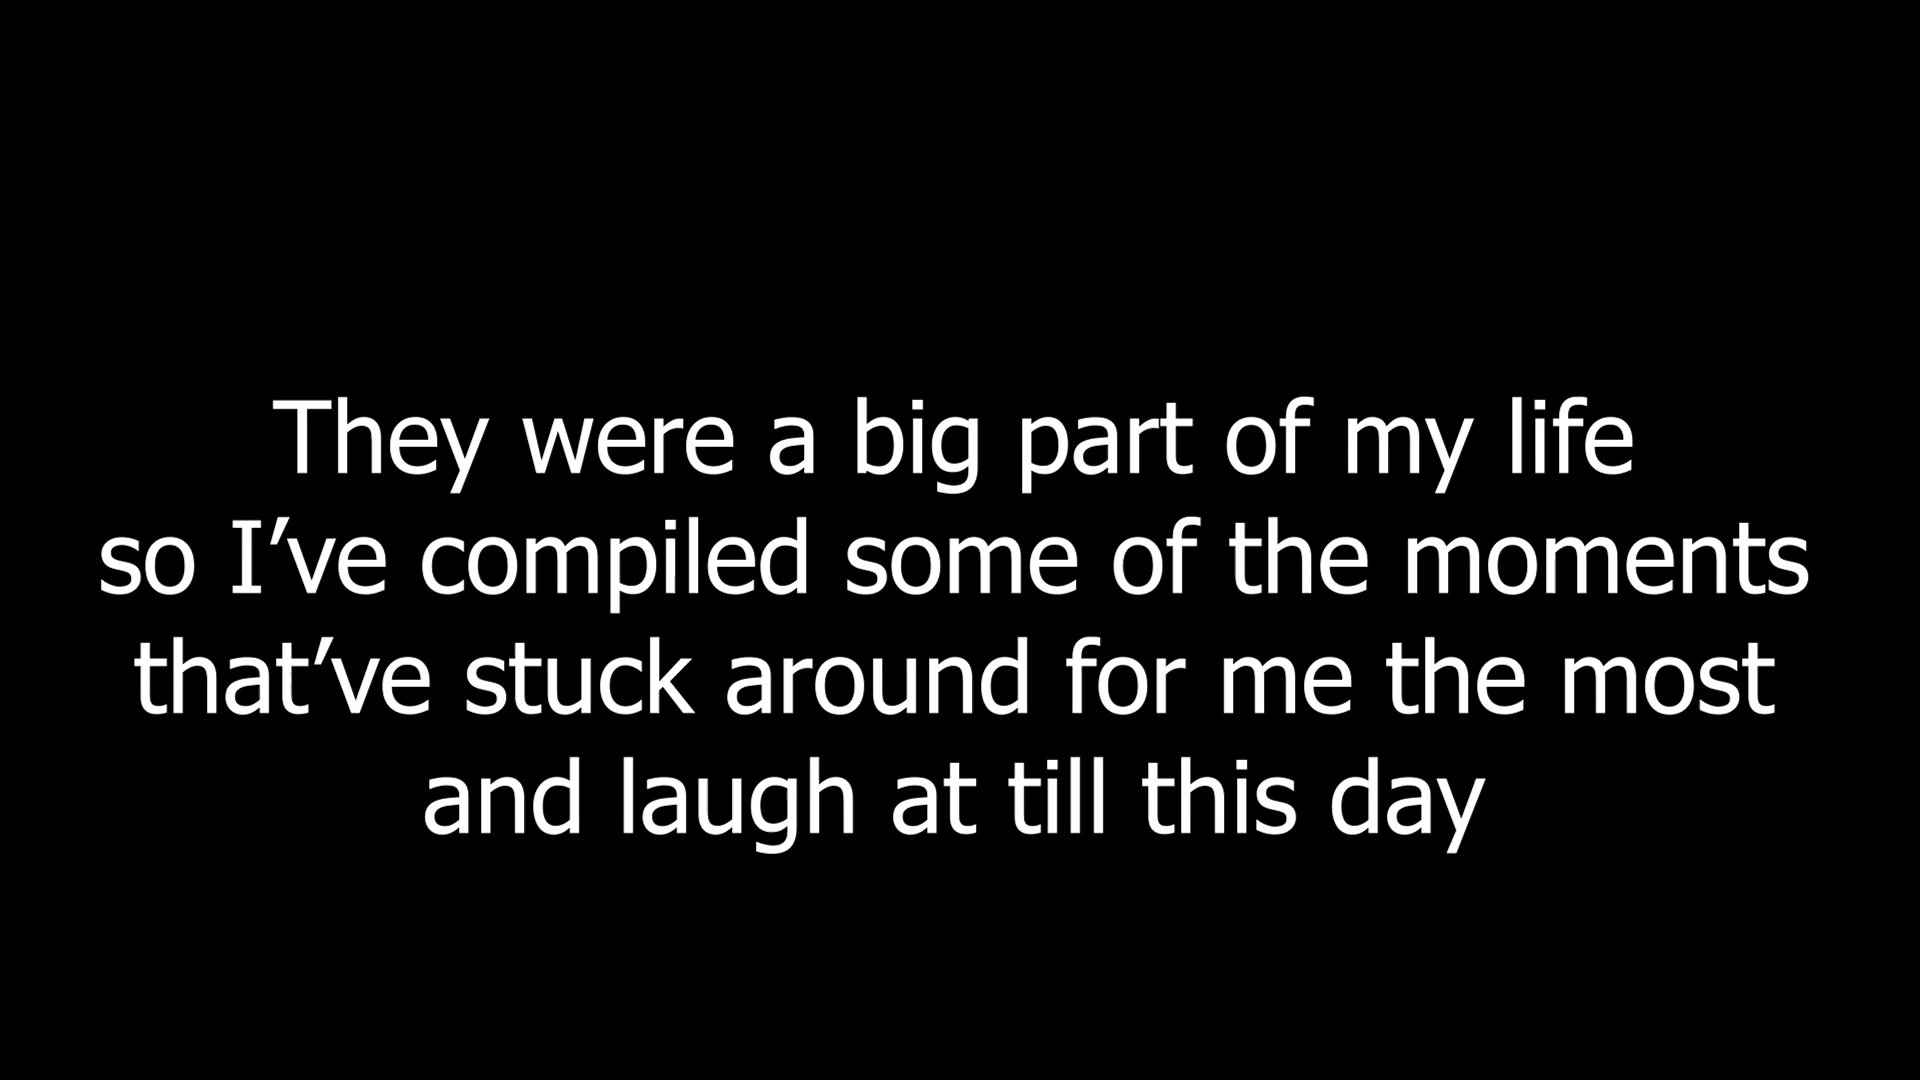 They were a big part of my life
so I’ve compiled some of the moments
that’ve stuck around for me the most
and laugh at till this day